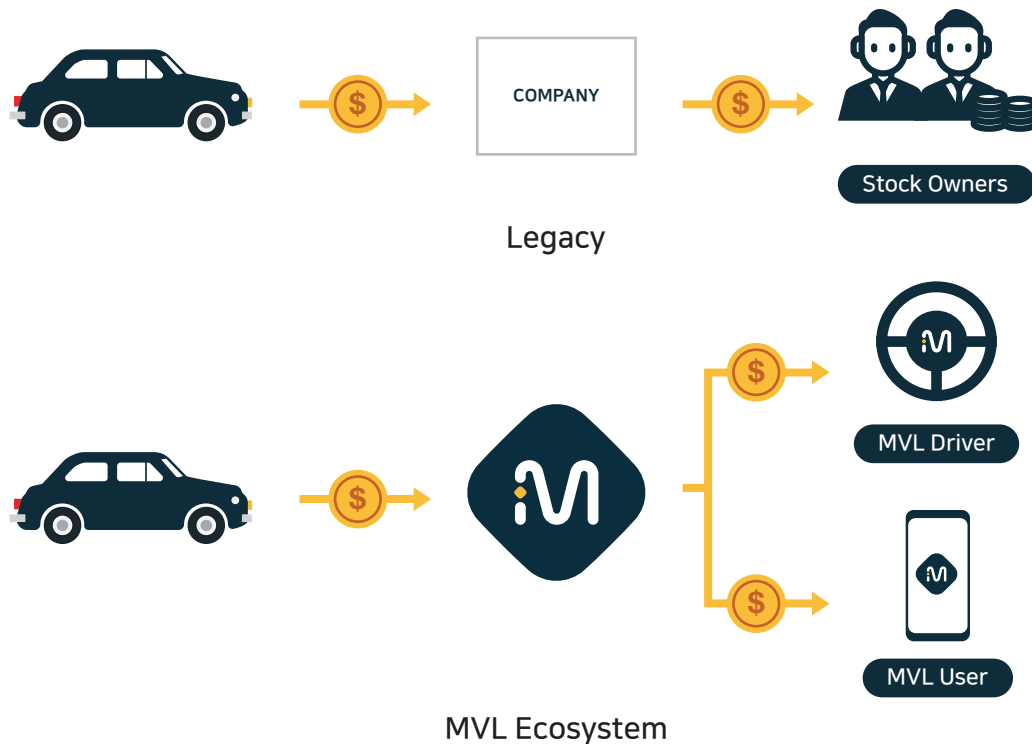 $
$
COMPANY
Stock Owners
Legacy
$
MVL Driver
$
$
MVL User
MVL Ecosystem